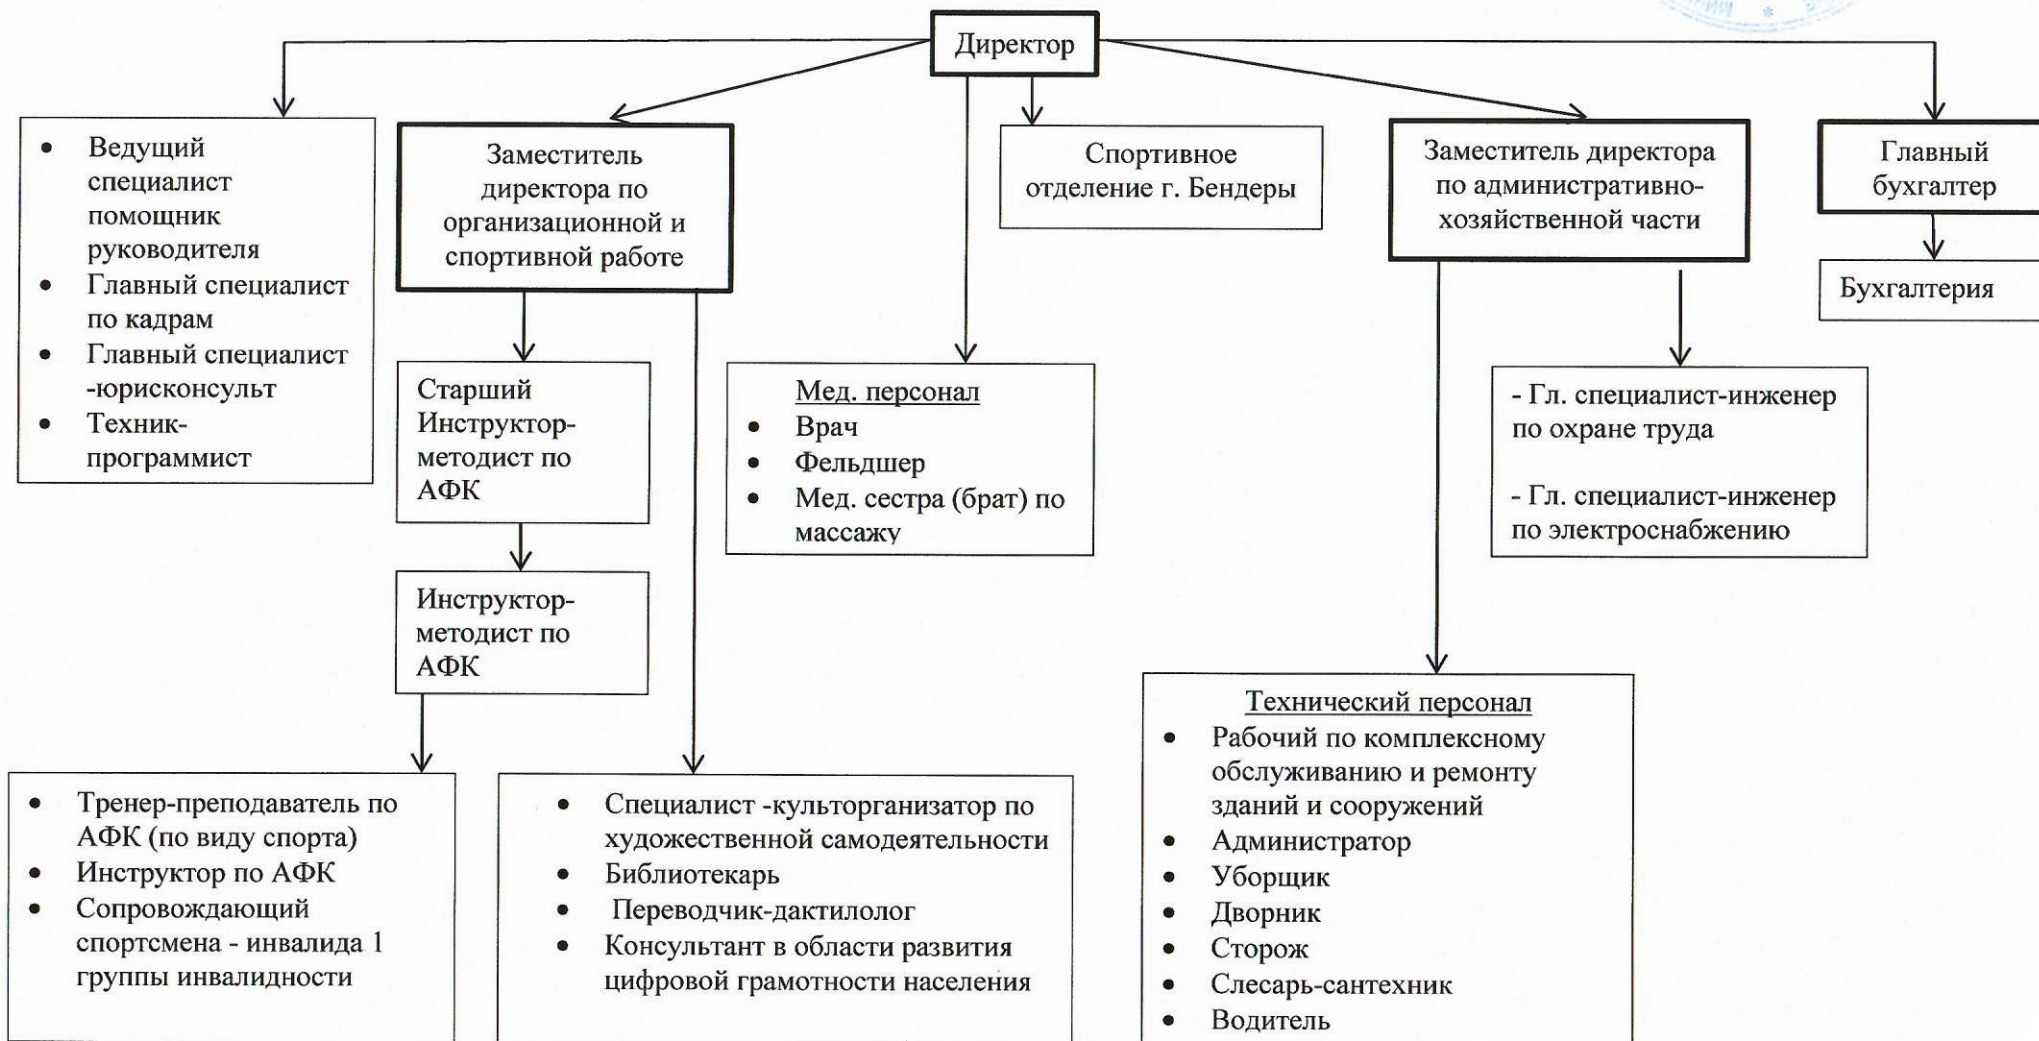 Директор
Ведущий
специалист
помощник
руководителя
Главный специалист
по кадрам
Главный специалист
-юрисконсульт
Техник-
программист
Заместитель
директора по
организационной и
спортивной работе
Спортивное
отделение г. Бендеры
Заместитель директора
по административно-
хозяйственной части
Главный
бухгалтер
Бухгалтерия
Старший
Инструктор-
методист по
АФК
Мед. персонал
Врач
Фельдшер
Мед. сестра (брат) по
массажу
- Гл. специалист-инженер
по охране труда
- Гл. специалист-инженер
по электроснабжению
Инструктор-
методист по
АФК
Тренер-преподаватель по
АФК (по виду спорта)
Инструктор по АФК
Сопровождающий
спортсмена - инвалида 1
группы инвалидности
Специалист -культорганизатор по
художественной самодеятельности
Библиотекарь
Переводчик-дактилолог
Консультант в области развития
цифровой грамотности населения
Технический персонал
Рабочий по комплексному
обслуживанию и ремонту
зданий и сооружений
Администратор
Уборщик
Дворник
Сторож
Слесарь-сантехник
Водитель